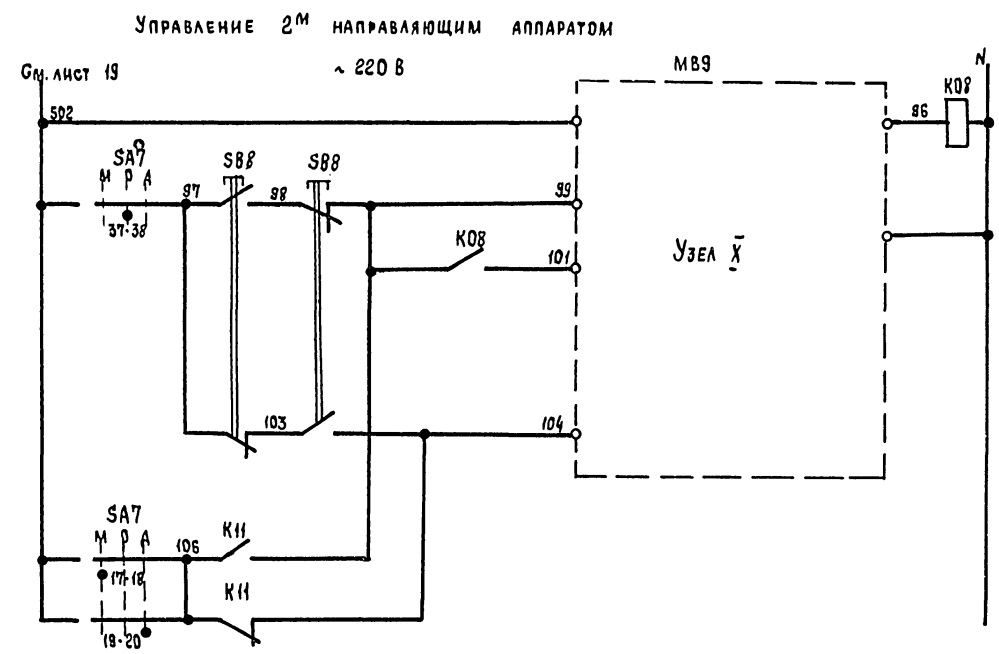 Управление 2м направляющим аппаратом
См. лист 19
~ 220 В
МВ9
N
К08
502
96
SA7
SB8
SB8
М Р А
97
98
99
37-38
К08
101
Узел X
103
104
SA7
М Р А
106
К11
17-18
К11
19-20